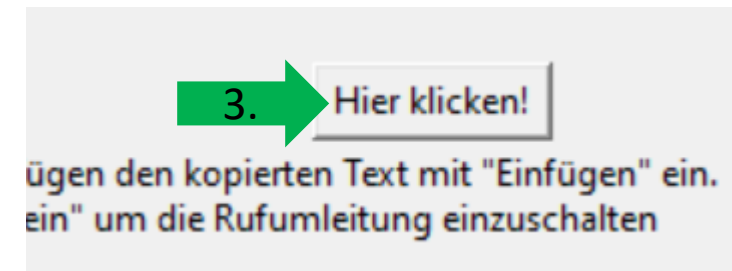 3. Hier klicken!
ügen den kopierten Text mit "Einfügen" ein.
ein" um die Rufumleitung einzuschalten